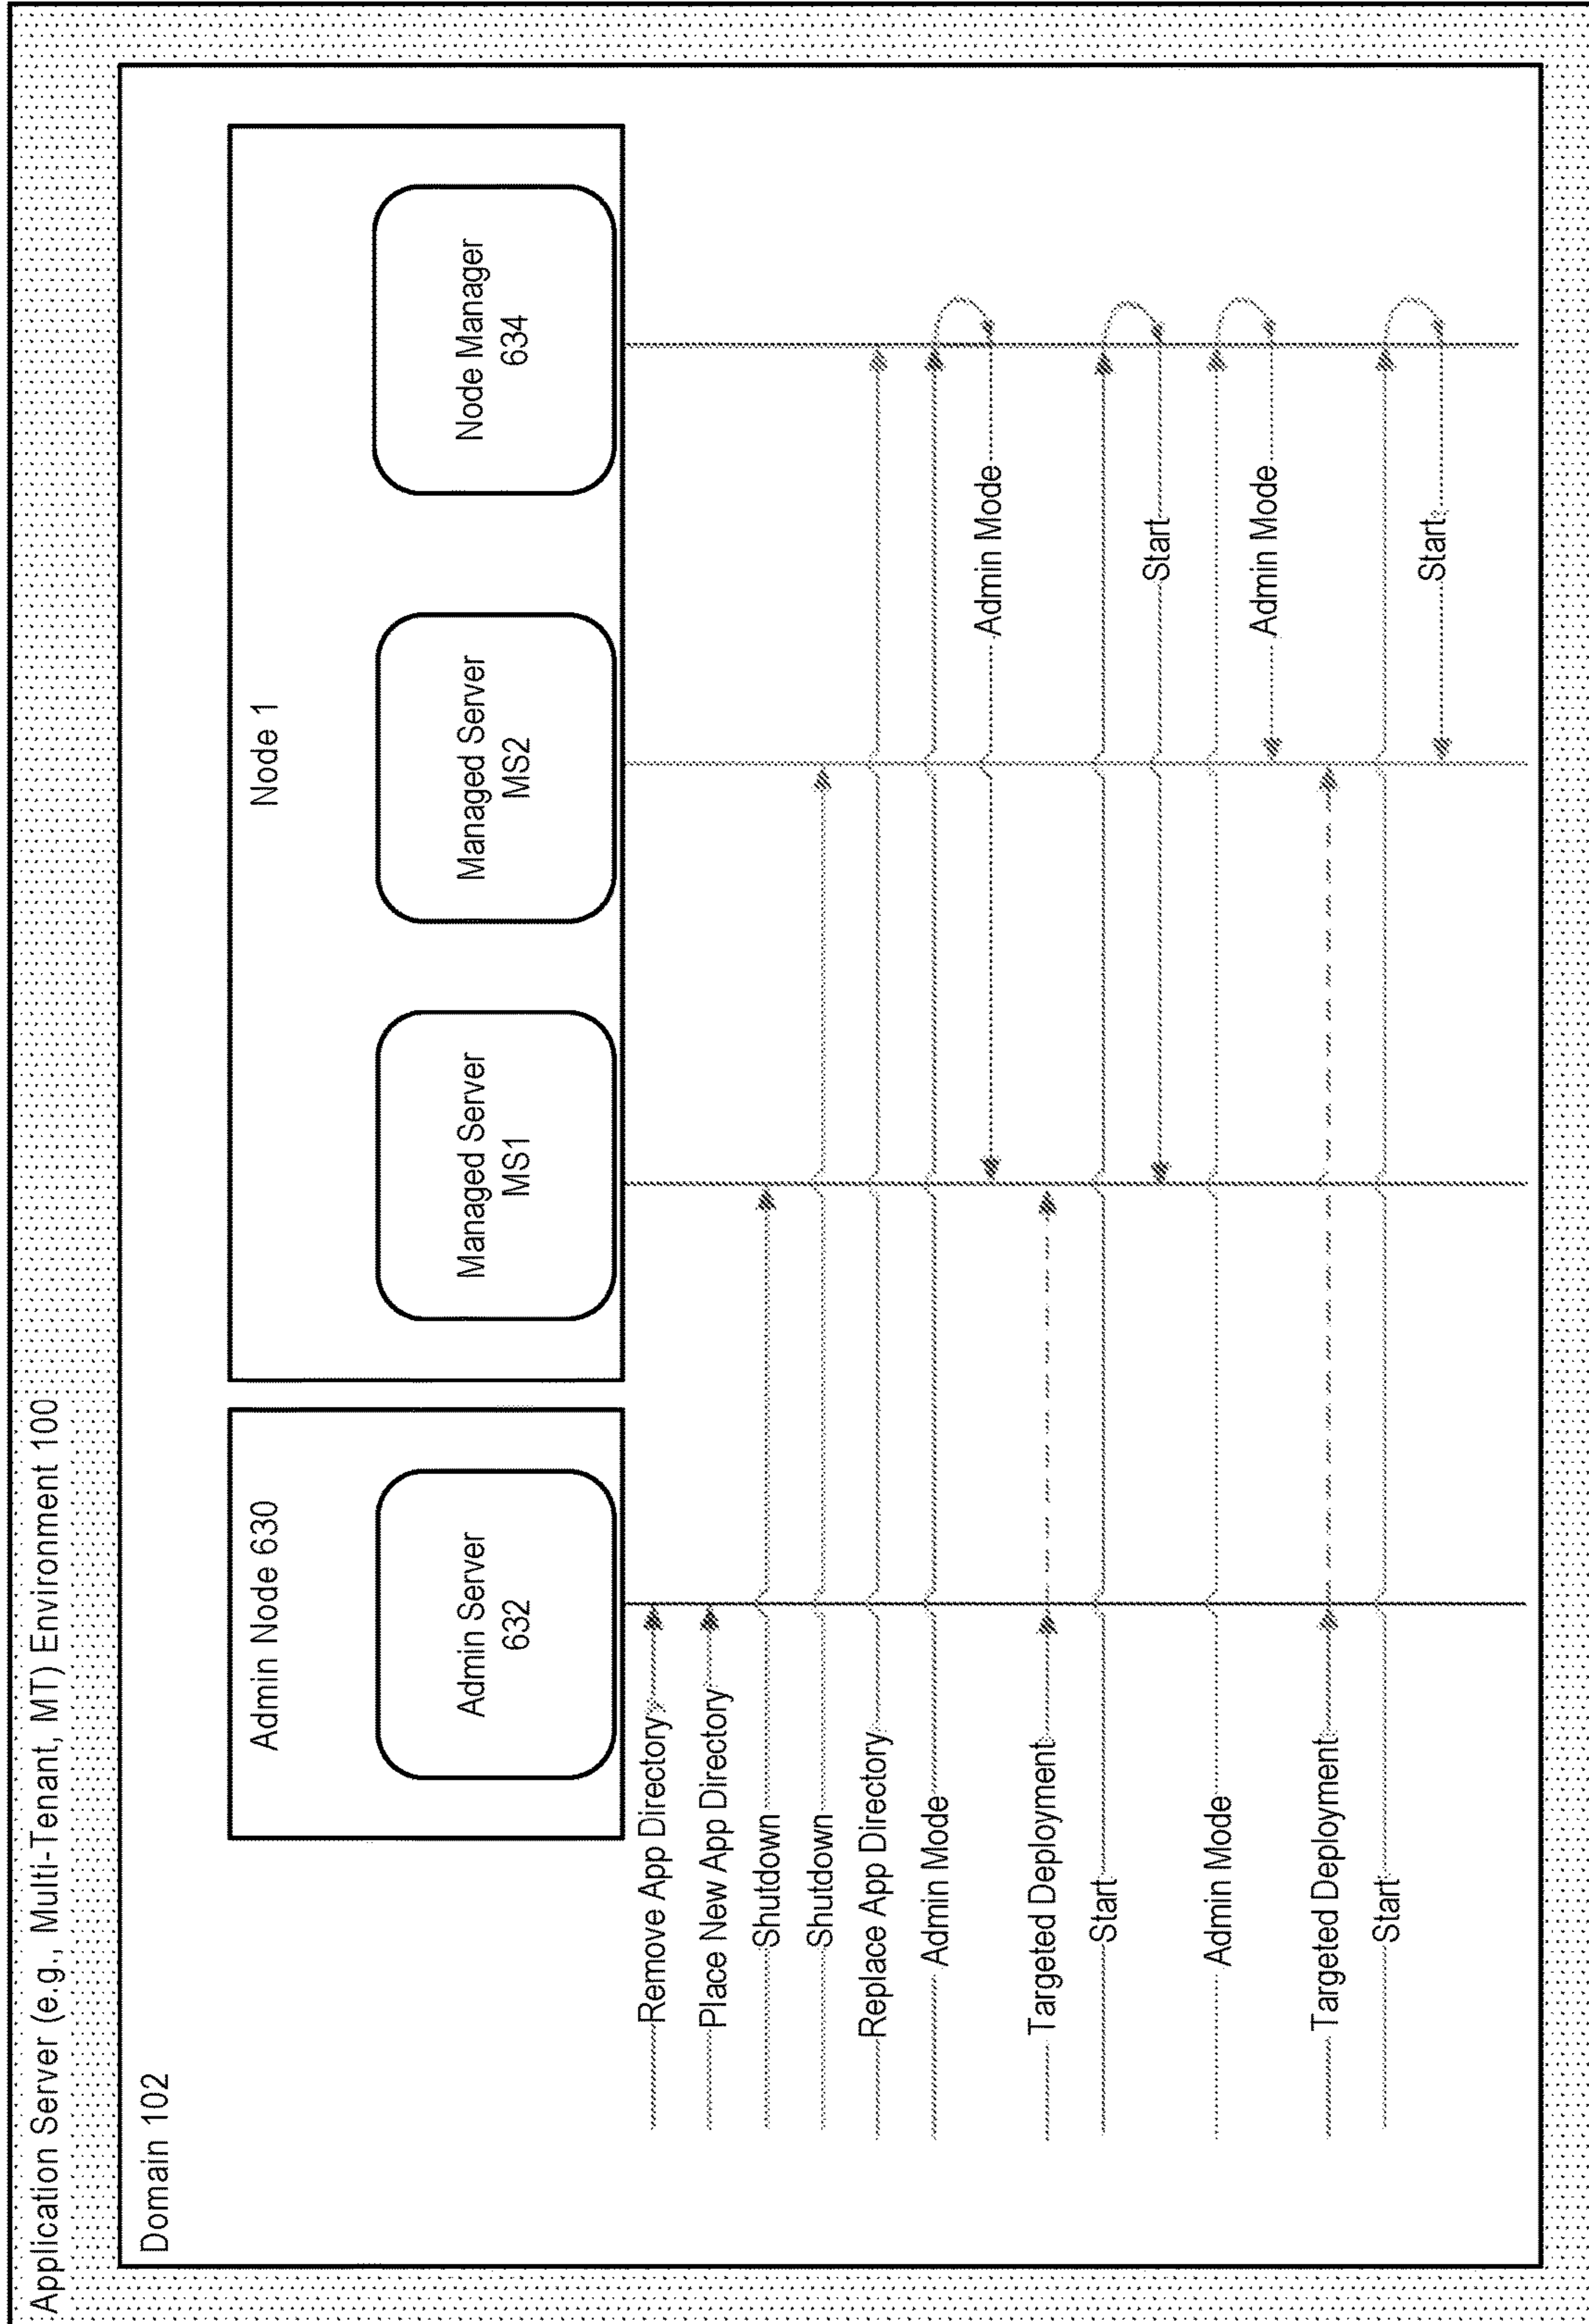 Application Server (e.g., Multi-Tenant, MT) Environment 100
Domain 102
Admin Node 630
Admin Server
632
Node 1
Managed Server
MS1
Managed Server
MS2
Node Manager
634
Remove App Directory
Place New App Directory
Shutdown
Shutdown
Replace App Directory
Admin Mode
Admin Mode
Targeted Deployment
Start
Start
Admin Mode
Admin Mode
Targeted Deployment
Start
Start